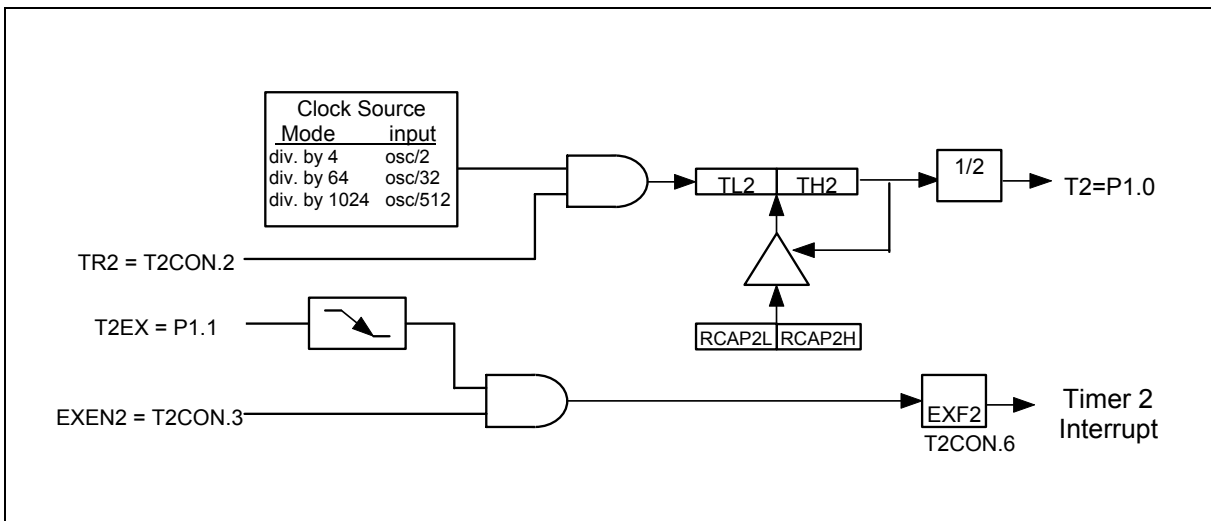 Clock Source
Mode input
div. by 4 osc/2
div. by 64 osc/32
div. by 1024 osc/512
TL2 TH2
1/2
T2=P1.0
TR2 = T2CON.2
T2EX = P1.1
RCAP2L RCAP2H
EXEN2 = T2CON.3
EXF2
T2CON.6
Timer 2
Interrupt